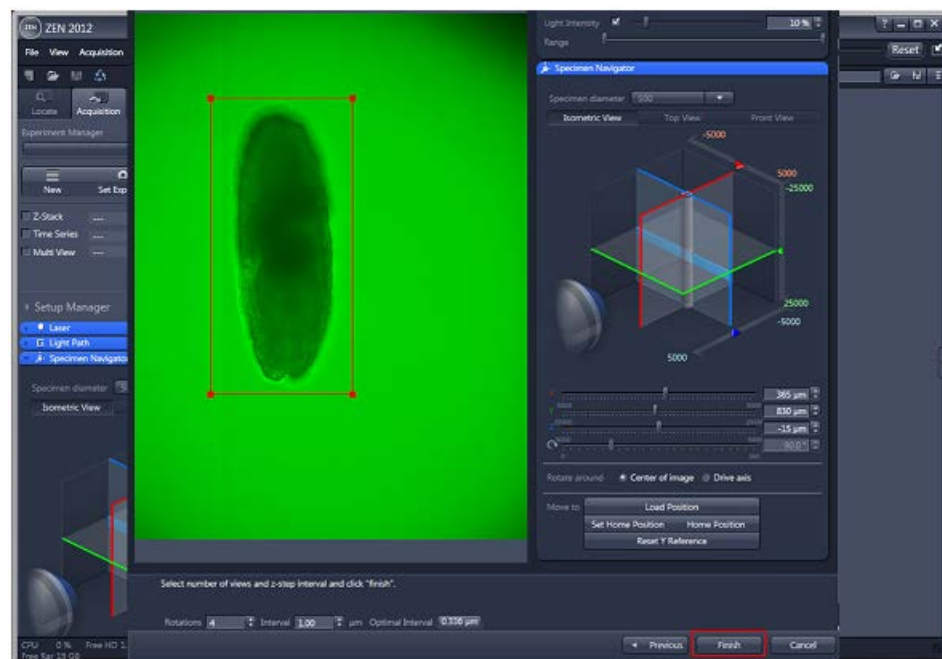 ZEN 2012
File View Acquisition
Reset
Locate Acquisition
Experiment Manager
New Set Exp
Z-Stack ---
Time Series ---
Multi View ---
Setup Manager
Laser
Light Path
Specimen Navigator
Specimen diameter
Isometric View
Light Intensity 10 %
Range
Specimen Navigator
Specimen diameter 500
Isometric View Top View Front View
-5000
5000
-25000
25000
-5000
5000
X 365 µm
Y 830 µm
Z -15 µm
90.0 °
Rotate around Center of image Drive axis
Move to Load Position
Set Home Position Home Position
Reset Y Reference
Select number of views and z-step interval and click "finish".
Rotations 4 Interval 1.00 µm Optimal Interval 0.336 µm
Previous Finish Cancel
CPU 0 % Free HD